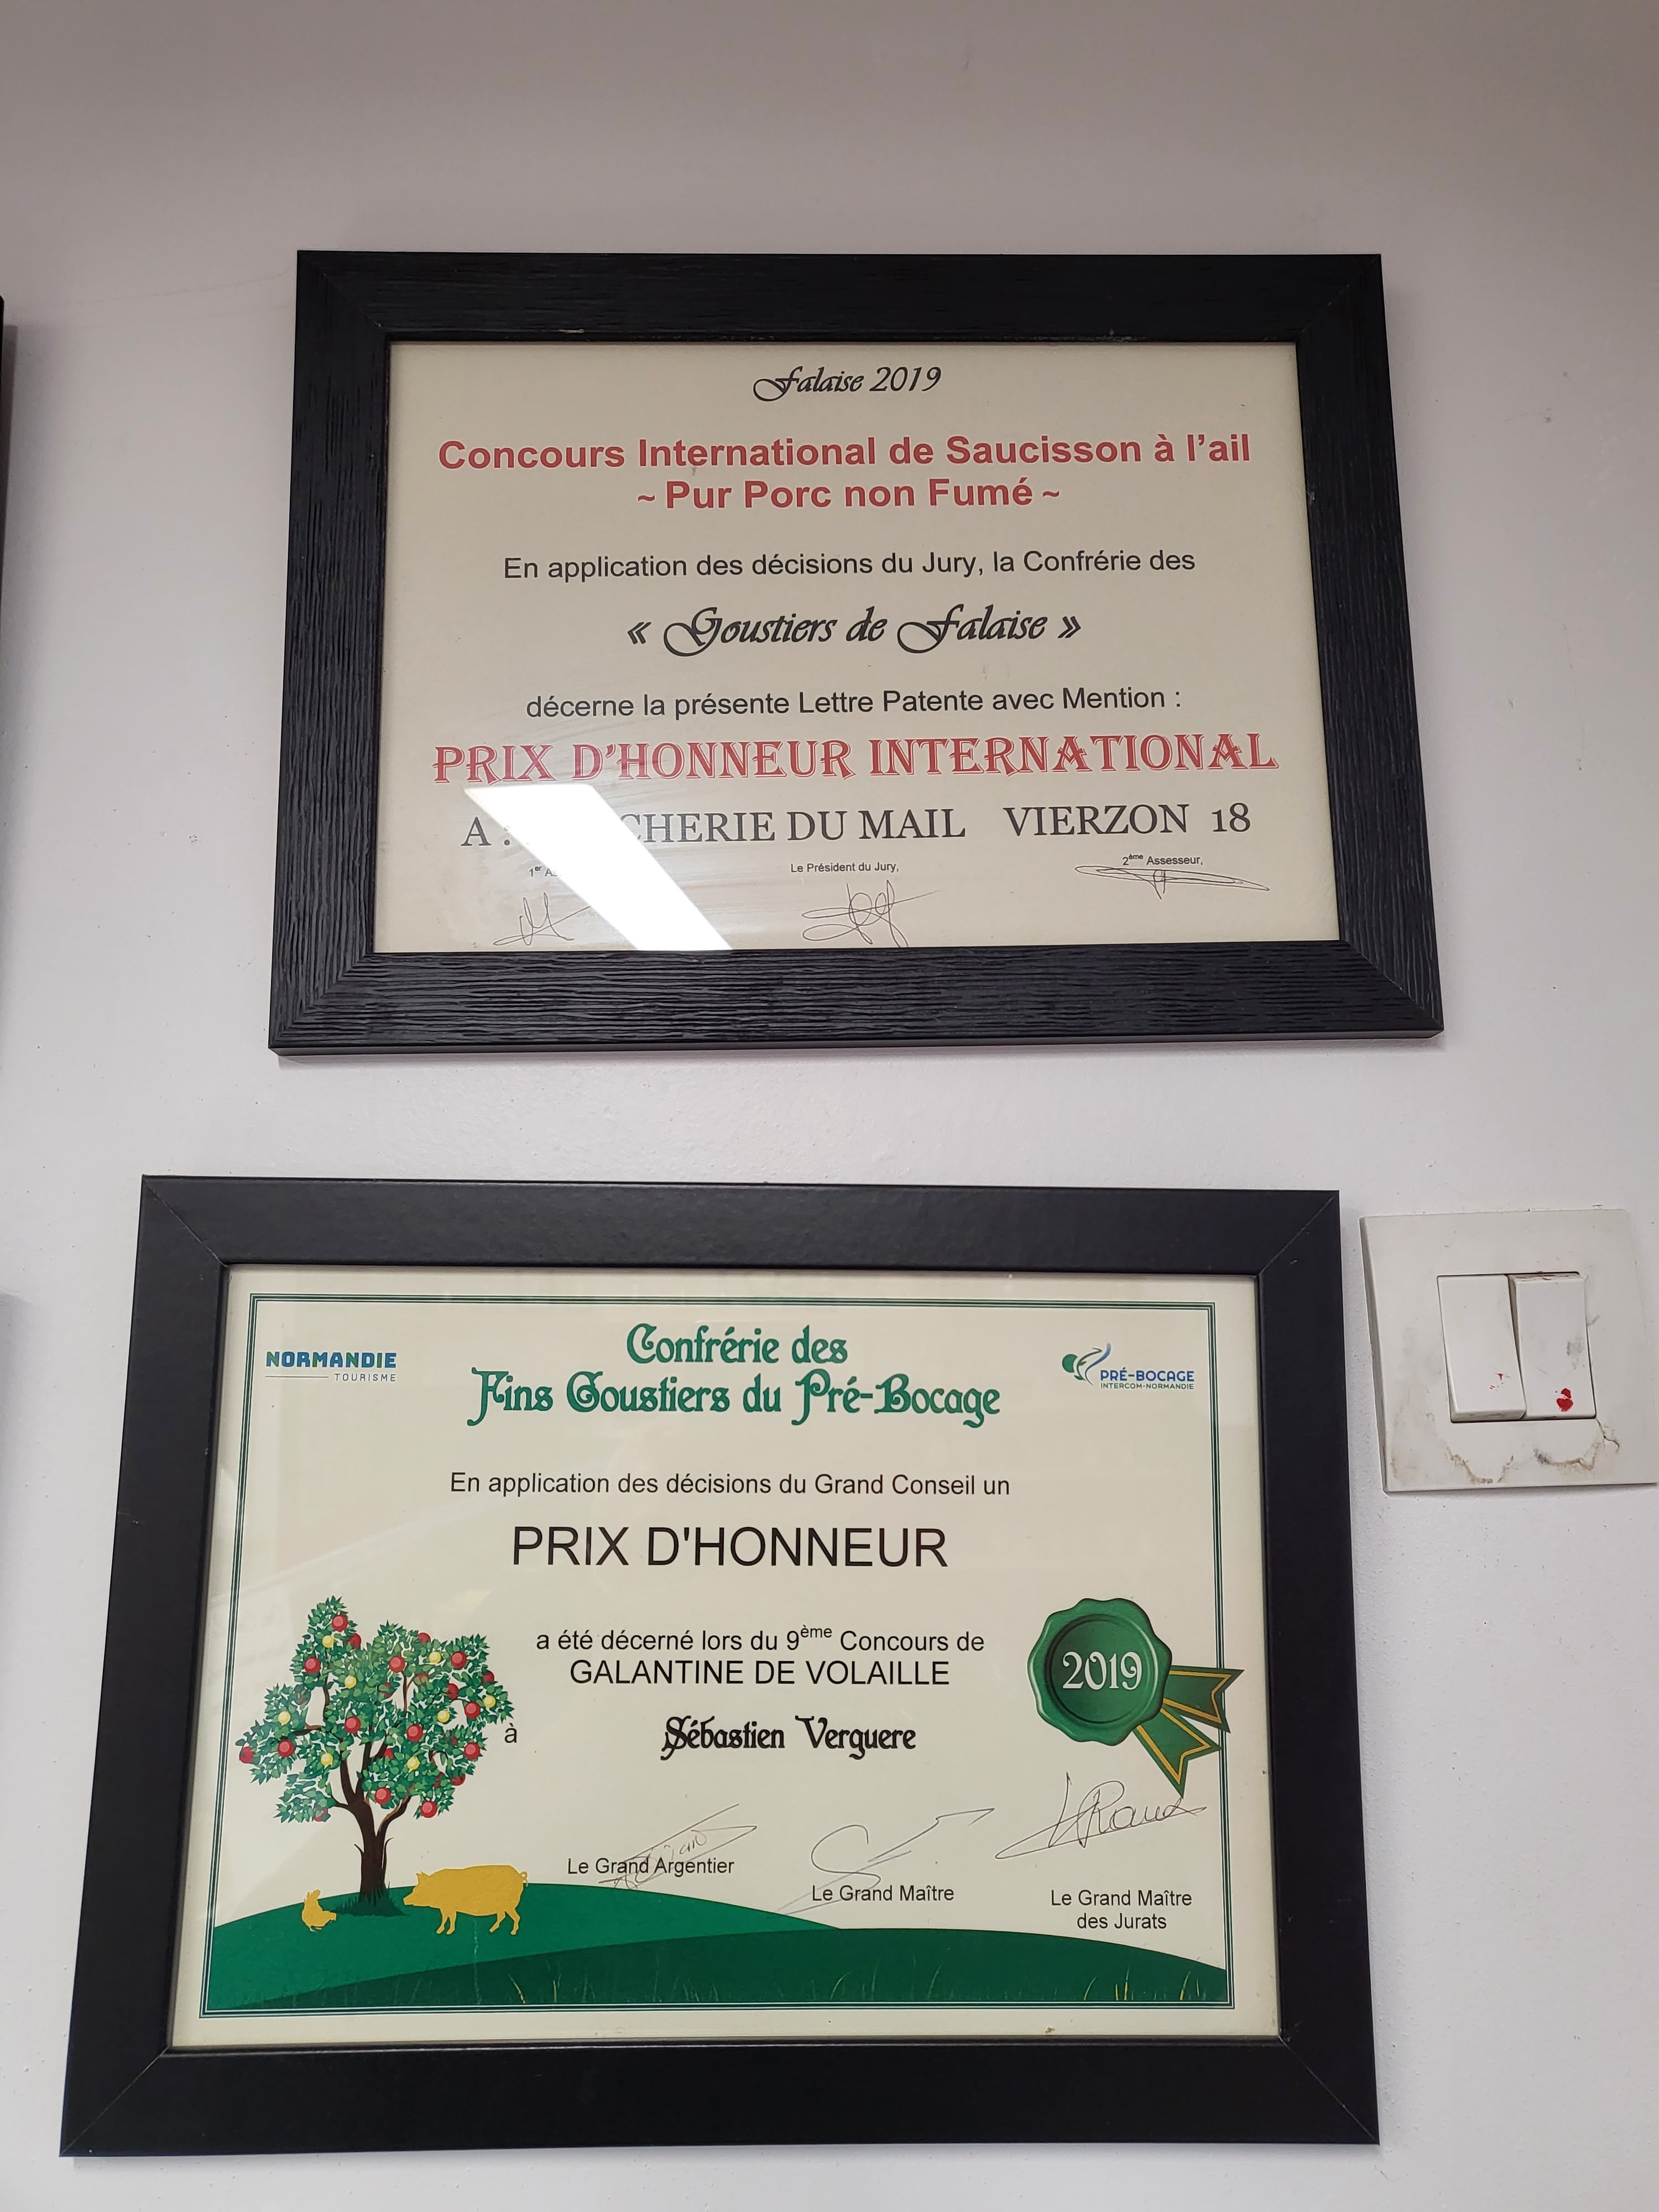 Falaise 2019
Concours International de Saucisson à l'ail
~ Pur Porc non Fumé ~
En application des décisions du Jury, la Confrérie des
« Goustiers de Falaise »
décerne la présente Lettre Patente avec Mention :
PRIX D'HONNEUR INTERNATIONAL
A : DU MAIL VIERZON 18
1er
Le Président du Jury,
2ème Assesseur,
NORMANDIE
TOURISME
Confrérie des
Fins Goustiers du Pré-Bocage
PRÉ-BOCAGE
INTERCOM-NORMANDIE
En application des décisions du Grand Conseil un
PRIX D'HONNEUR
a été décerné lors du 9ème Concours de
GALANTINE DE VOLAILLE
2019
à Sébastien Verguere
Le Grand Argentier
Le Grand Maître
Le Grand Maître
des Jurats